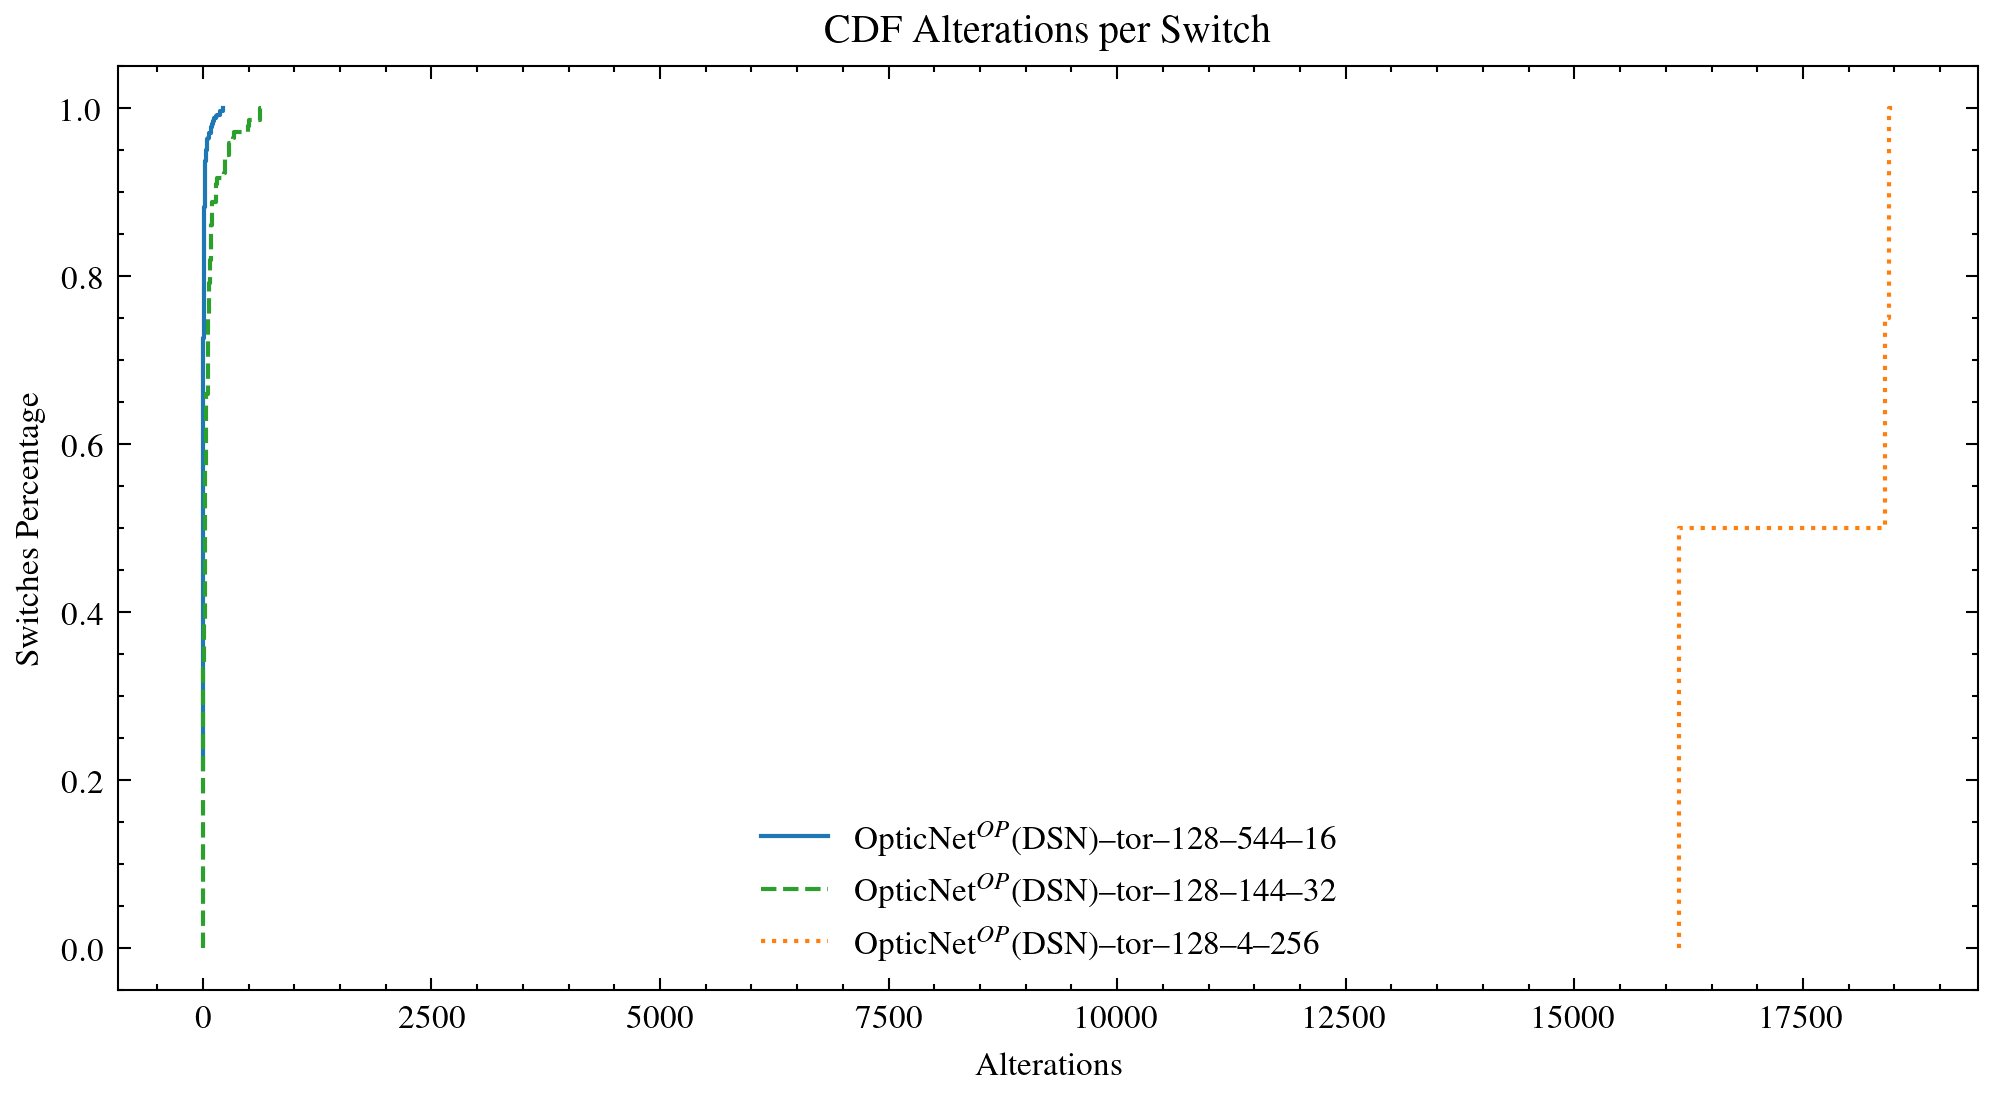 CDF Alterations per Switch
Switches Percentage
1.0
0.8
0.6
0.4
0.2
0.0
OpticNet^OP(DSN)–tor–128–544–16
OpticNet^OP(DSN)–tor–128–144–32
OpticNet^OP(DSN)–tor–128–4–256
0 2500 5000 7500 10000 12500 15000 17500
Alterations